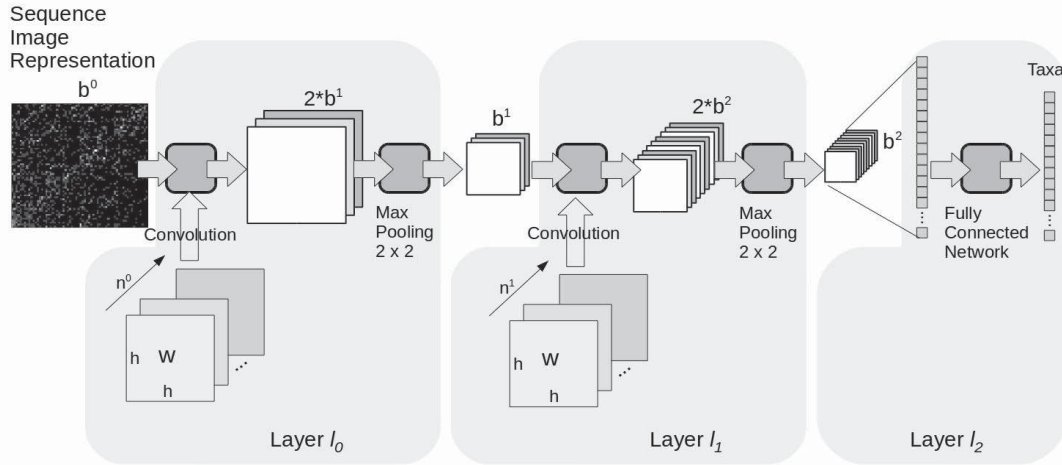 Sequence
Image
Representation
b⁰
2*b¹
b¹
2*b²
b²
Taxa
Convolution
Max
Pooling
2 x 2
Convolution
Max
Pooling
2 x 2
Fully
Connected
Network
n⁰
h
W
h
n¹
h
W
h
Layer l₀
Layer l₁
Layer l₂